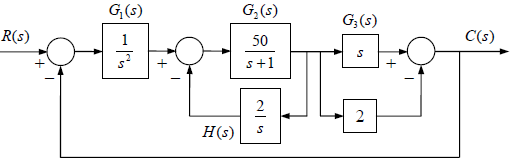 G₁(s) G₂(s) G₃(s)
R(s) C(s)
+ − 1/s² + − 50/(s+1) s + −
H(s) 2/s 2